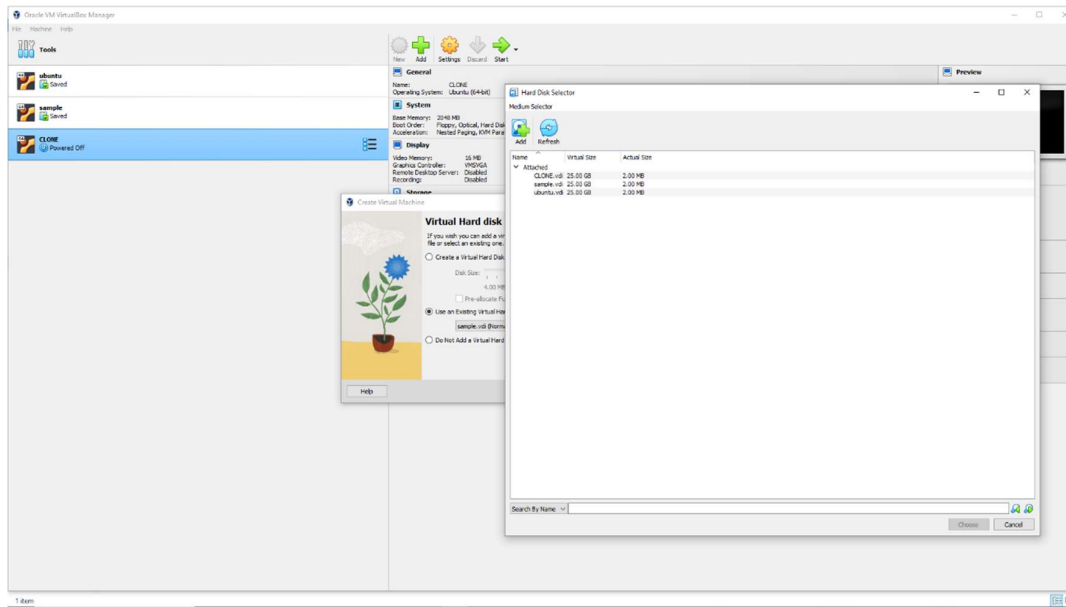 Oracle VM VirtualBox Manager
File Machine Help
Tools
New Add Settings Discard Start
ubuntu
Saved
sample
Saved
CLONE
Powered Off
General
Name: CLONE
Operating System: Ubuntu (64-bit)
System
Base Memory: 2048 MB
Boot Order: Floppy, Optical, Hard Disk
Acceleration: Nested Paging, KVM Para
Display
Video Memory: 16 MB
Graphics Controller: VMSVGA
Remote Desktop Server: Disabled
Recording: Disabled
Storage
Preview
Create Virtual Machine
Virtual Hard disk
If you wish you can add a vir
file or select an existing one.
Create a Virtual Hard Disk
Disk Size:
4.00 MB
Pre-allocate Fu
Use an Existing Virtual Har
sample.vdi (Norma
Do Not Add a Virtual Hard
Help
Hard Disk Selector
Medium Selector
Add Refresh
Name Virtual Size Actual Size
Attached
CLONE.vdi 25.00 GB 2.00 MB
sample.vdi 25.00 GB 2.00 MB
ubuntu.vdi 25.00 GB 2.00 MB
Search By Name
Choose Cancel
1 item